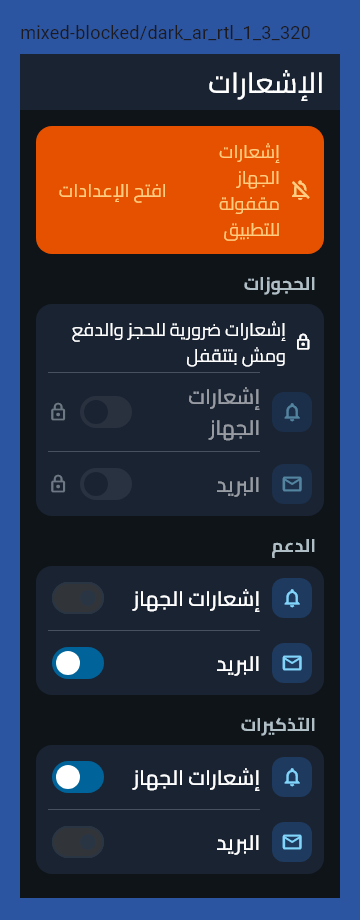 mixed-blocked/dark_ar_rtl_1_3_320
الإشعارات
إشعارات
الجهاز
مقفولة
للتطبيق
افتح الإعدادات
الحجوزات
إشعارات ضرورية للحجز والدفع
ومش بتتقفل
إشعارات
الجهاز
البريد
الدعم
إشعارات الجهاز
البريد
التذكيرات
إشعارات الجهاز
البريد